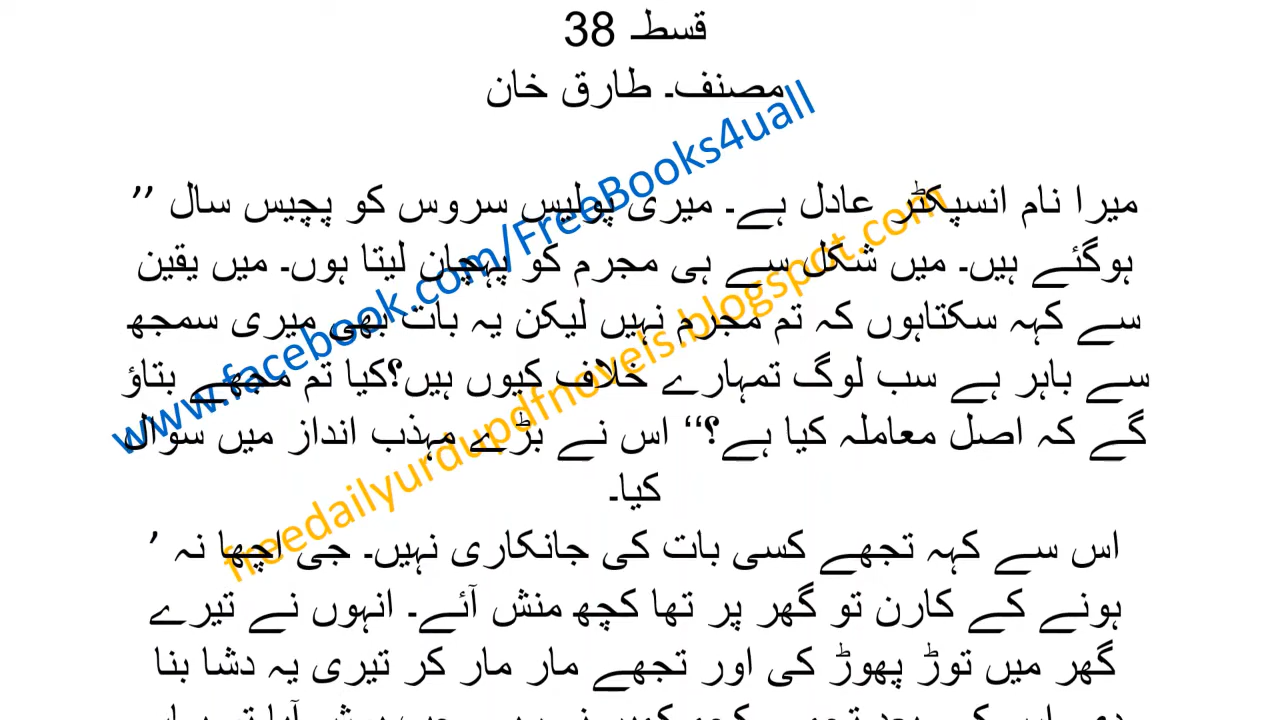 قسط۔ 38
مصنف۔ طارق خان
’’ میرا نام انسپکٹر عادل ہے۔ میری پولیس سروس کو پچیس سال
ہوگئے ہیں۔ میں شکل سے ہی مجرم کو پہچان لیتا ہوں۔ میں یقین
سے کہہ سکتاہوں کہ تم مجرم نہیں لیکن یہ بات بھی میری سمجھ
سے باہر ہے سب لوگ تمہارے خلاف کیوں ہیں؟کیا تم مجھے بتاؤ
گے کہ اصل معاملہ کیا ہے؟‘‘ اس نے بڑے مہذب انداز میں سوال
کیا۔
اس سے کہہ تجھے کسی بات کی جانکاری نہیں۔ جی اچھا نہ ’
ہونے کے کارن تو گھر پر تھا کچھ منش آئے۔ انہوں نے تیرے
گھر میں توڑ پھوڑ کی اور تجھے مار مار کر تیری یہ دشا بنا
www.facebook.com/FreeBooks4uall
freedailyurdupdfnovels.blogspot.com